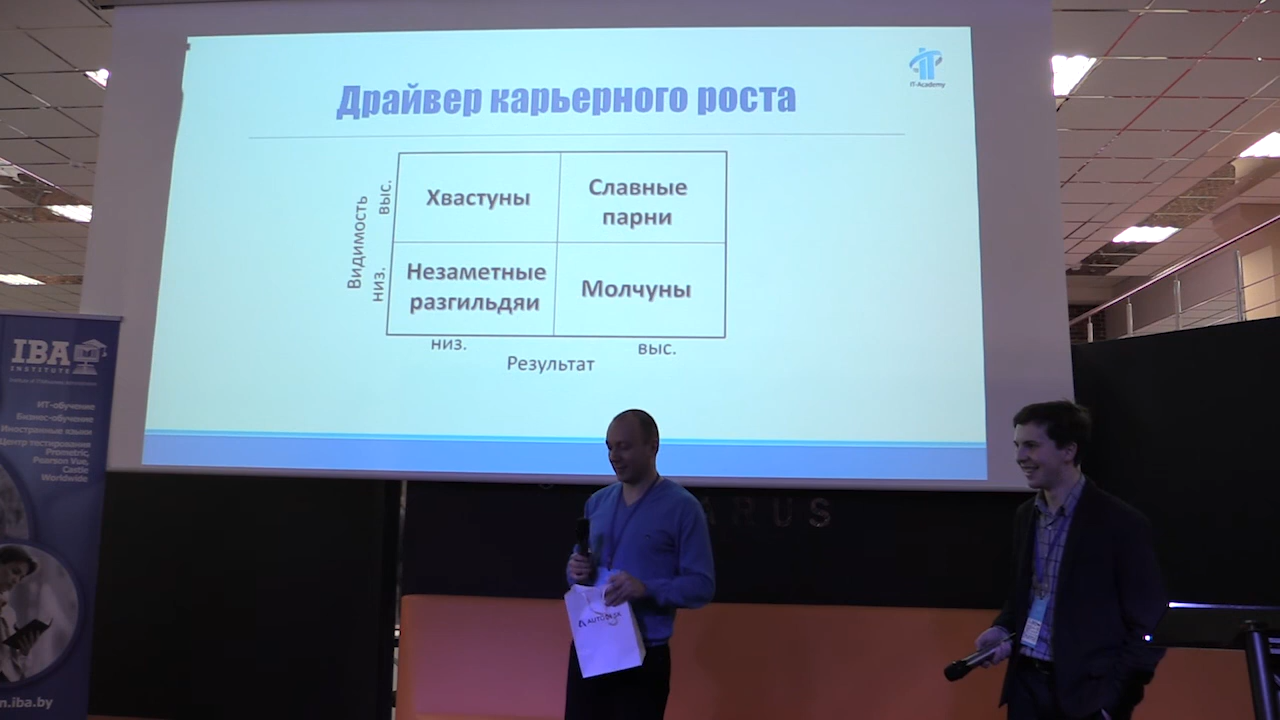 IT-Academy
Драйвер карьерного роста
Видимость
выс.
низ.
Хвастуны
Славные
парни
Незаметные
разгильдяи
Молчуны
низ.
выс.
Результат
IBA
INSTITUTE
ИТ-обучение
Бизнес-обучение
Иностранные языки
Центр тестирования
Prometric,
Pearson Vue,
Castle
Worldwide
n.iba.by
ARUS
AUTODESK